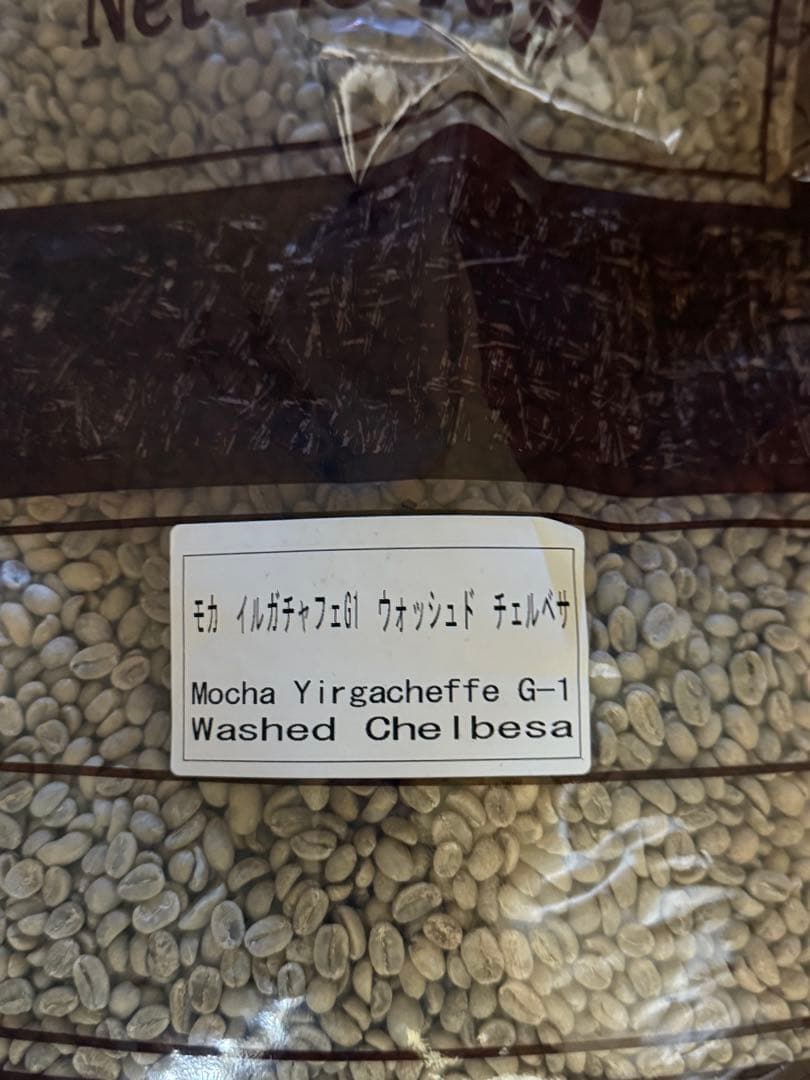 Net
モカ イルガチャフェG1 ウォッシュド チェルベサ
Mocha Yirgacheffe G-1
Washed Chelbesa